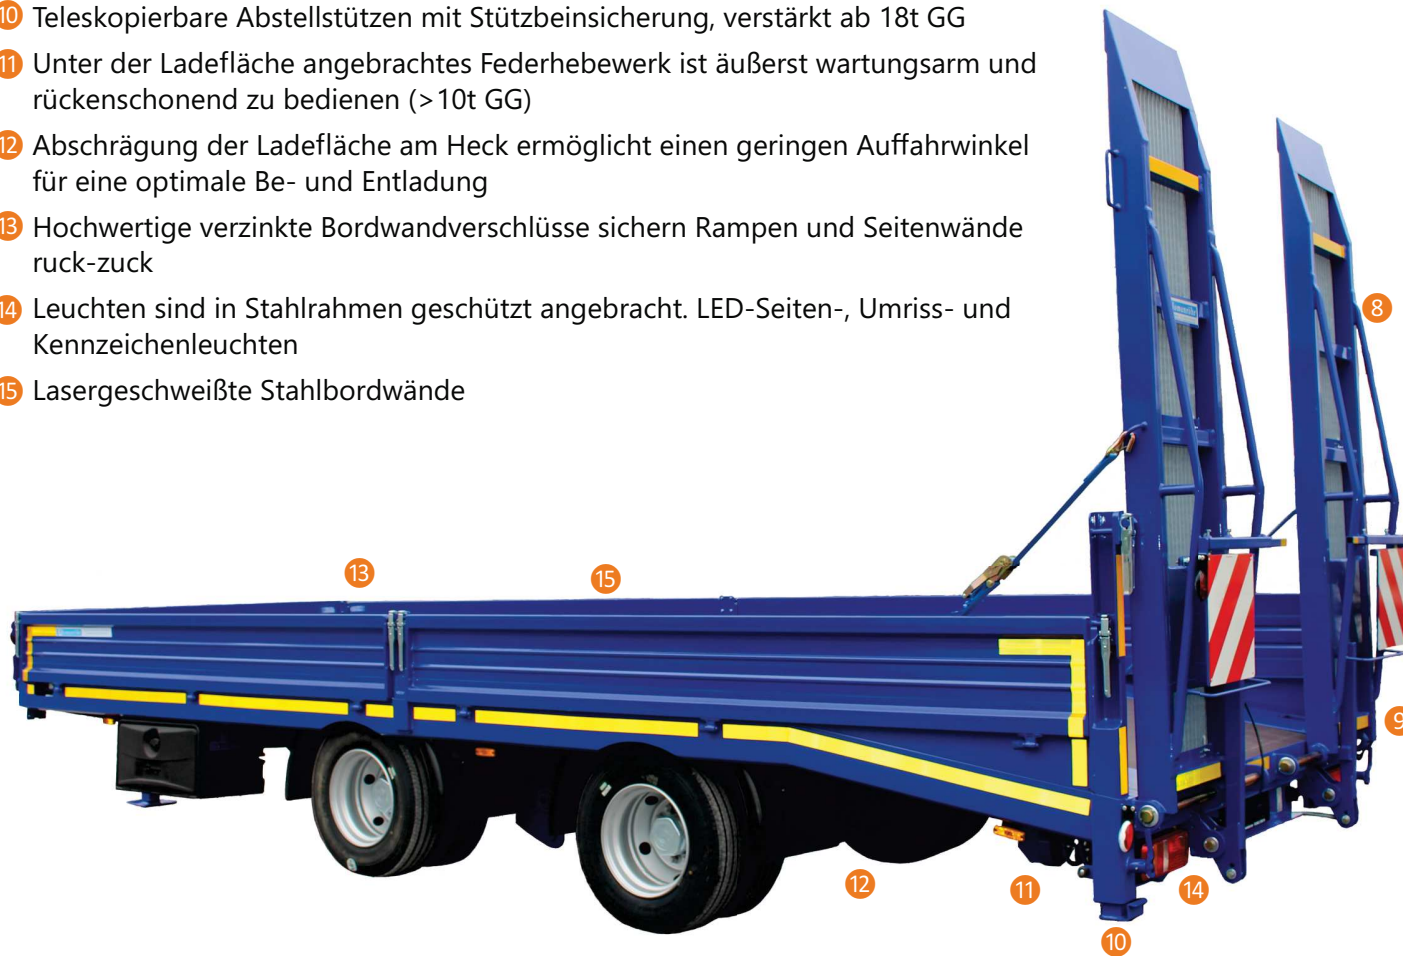 10 Teleskopierbare Abstellstützen mit Stützbeinsicherung, verstärkt ab 18t GG
11 Unter der Ladefläche angebrachtes Federhebewerk ist äußerst wartungsarm und
rückenschonend zu bedienen (>10t GG)
12 Abschrägung der Ladefläche am Heck ermöglicht einen geringen Auffahrwinkel
für eine optimale Be- und Entladung
13 Hochwertige verzinkte Bordwandverschlüsse sichern Rampen und Seitenwände
ruck-zuck
14 Leuchten sind in Stahlrahmen geschützt angebracht. LED-Seiten-, Umriss- und
Kennzeichenleuchten
15 Lasergeschweißte Stahlbordwände
8
13
15
9
12
11
14
10